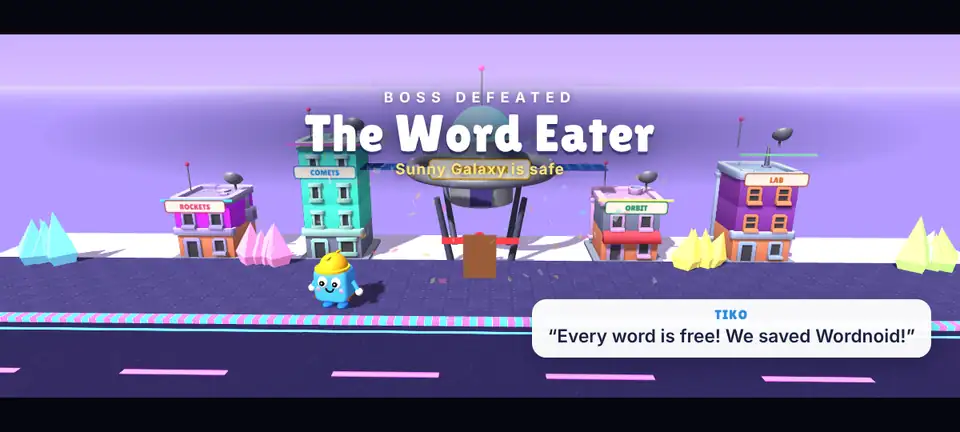 BOSS DEFEATED
The Word Eater
Sunny Galaxy is safe
COMETS
LAB
ROCKETS
ORBIT
TIKO
“Every word is free! We saved Wordnoid!”